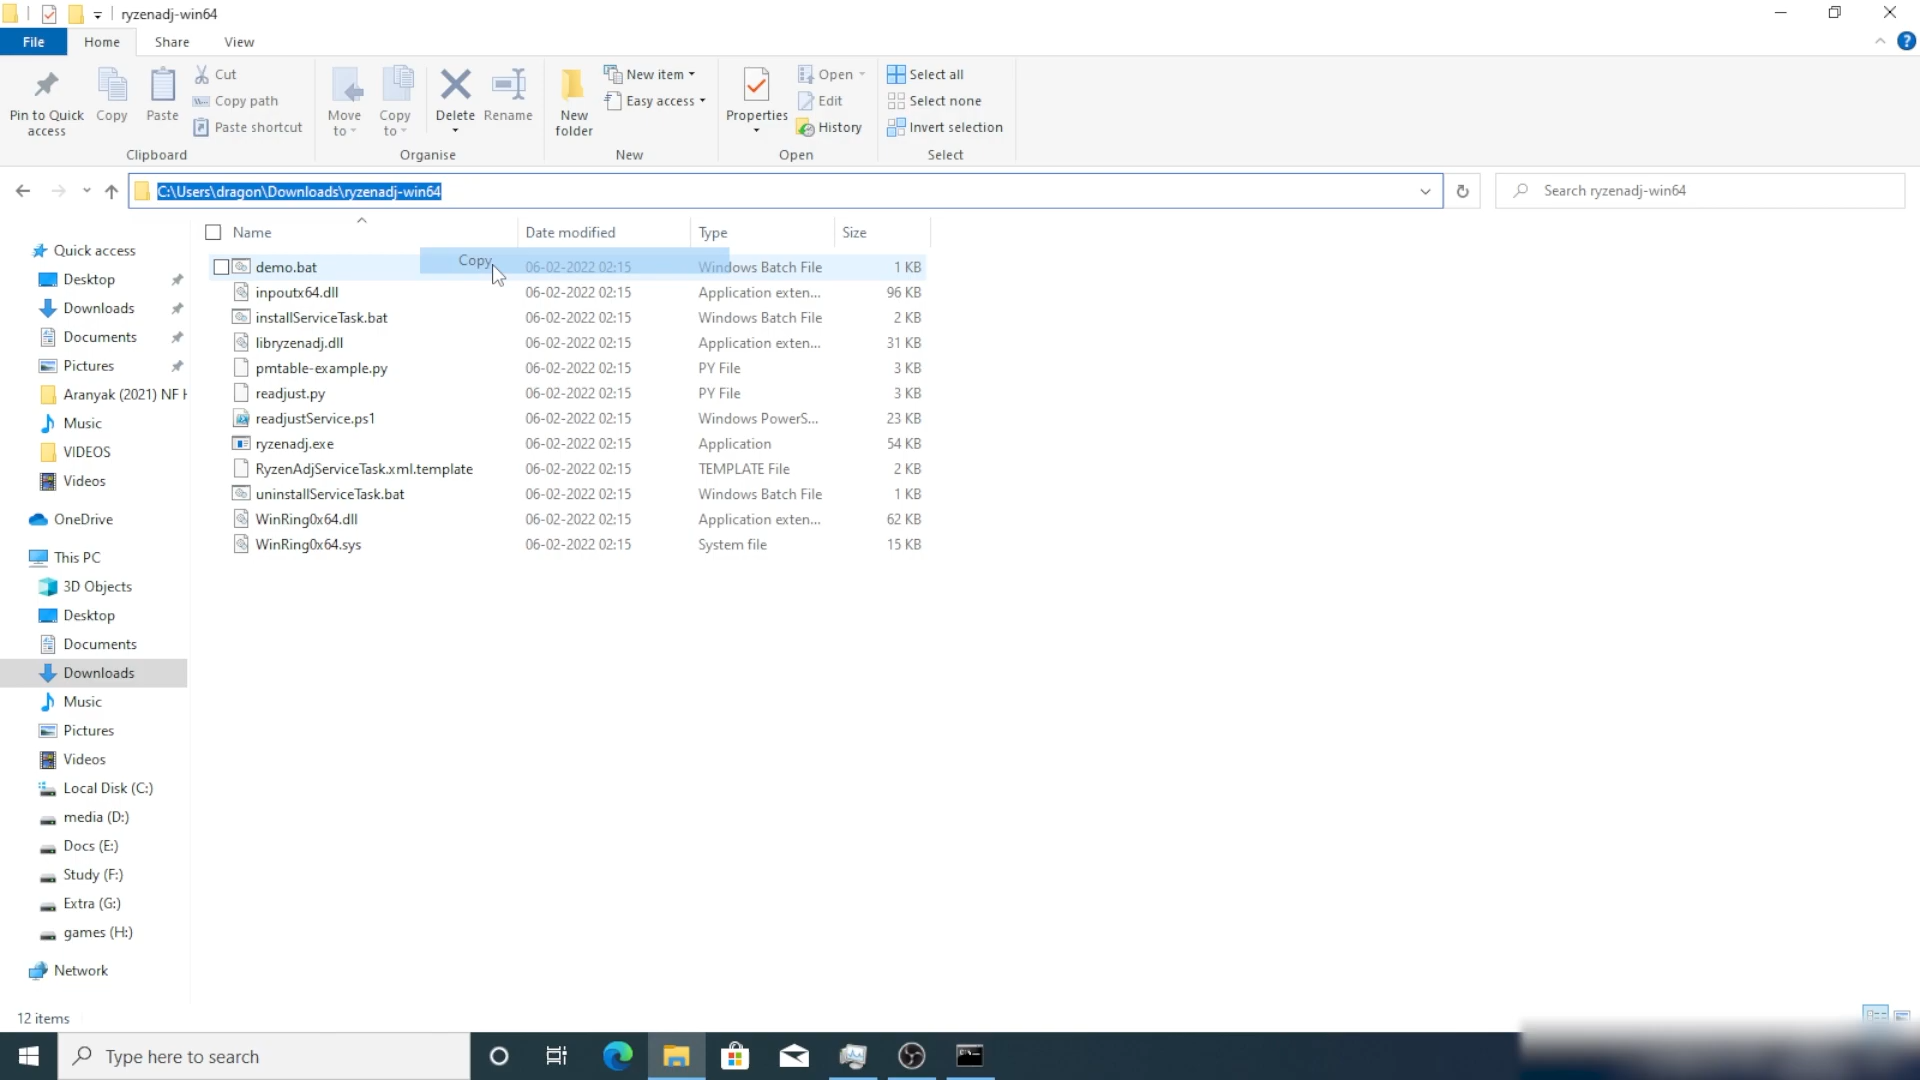 ryzenadj-win64
File Home Share View
Pin to Quick access
Copy
Paste
Cut
Copy path
Paste shortcut
Clipboard
Move to
Copy to
Delete
Rename
Organise
New folder
New item
Easy access
New
Properties
Open
Edit
History
Open
Select all
Select none
Invert selection
Select
C:\Users\dragon\Downloads\ryzenadj-win64
Search ryzenadj-win64
Name Date modified Type Size
Copy
demo.bat 06-02-2022 02:15 Windows Batch File 1 KB
inpoutx64.dll 06-02-2022 02:15 Application exten... 96 KB
installServiceTask.bat 06-02-2022 02:15 Windows Batch File 2 KB
libryzenadj.dll 06-02-2022 02:15 Application exten... 31 KB
pmtable-example.py 06-02-2022 02:15 PY File 3 KB
readjust.py 06-02-2022 02:15 PY File 3 KB
readjustService.ps1 06-02-2022 02:15 Windows PowerS... 23 KB
ryzenadj.exe 06-02-2022 02:15 Application 54 KB
RyzenAdjServiceTask.xml.template 06-02-2022 02:15 TEMPLATE File 2 KB
uninstallServiceTask.bat 06-02-2022 02:15 Windows Batch File 1 KB
WinRing0x64.dll 06-02-2022 02:15 Application exten... 62 KB
WinRing0x64.sys 06-02-2022 02:15 System file 15 KB
Quick access
Desktop
Downloads
Documents
Pictures
Aranyak (2021) NF
Music
VIDEOS
Videos
OneDrive
This PC
3D Objects
Desktop
Documents
Downloads
Music
Pictures
Videos
Local Disk (C:)
media (D:)
Docs (E:)
Study (F:)
Extra (G:)
games (H:)
Network
12 items
Type here to search